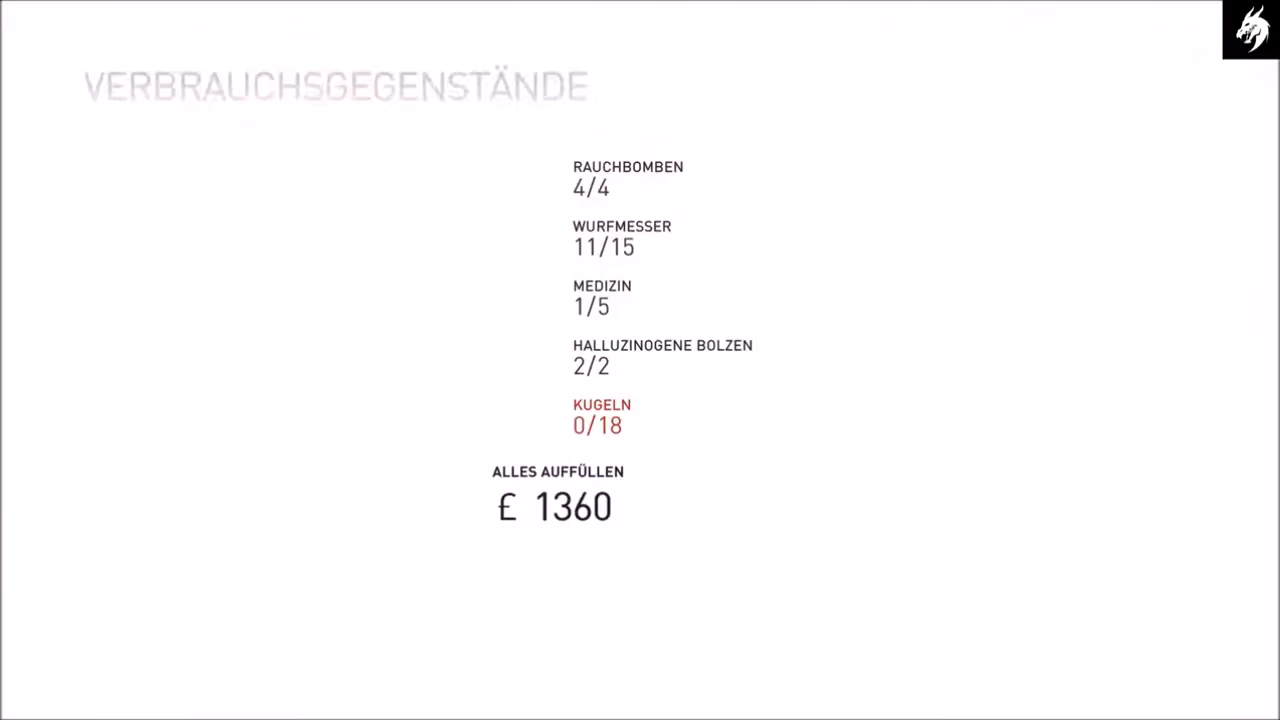 VERBRAUCHSGEGENSTÄNDE
RAUCHBOMBEN
4/4
WURFMESSER
11/15
MEDIZIN
1/5
HALLUZINOGENE BOLZEN
2/2
KUGELN
0/18
ALLES AUFFÜLLEN
£ 1360